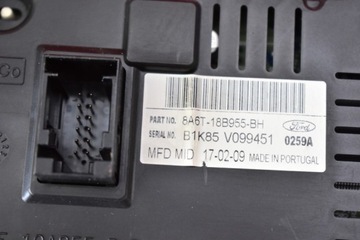 PART NO. 8A6T-18B955-BH
Ford
SERIAL NO. B1K85 V099451 0259A
MFD MID 17-02-09 MADE IN PORTUGAL